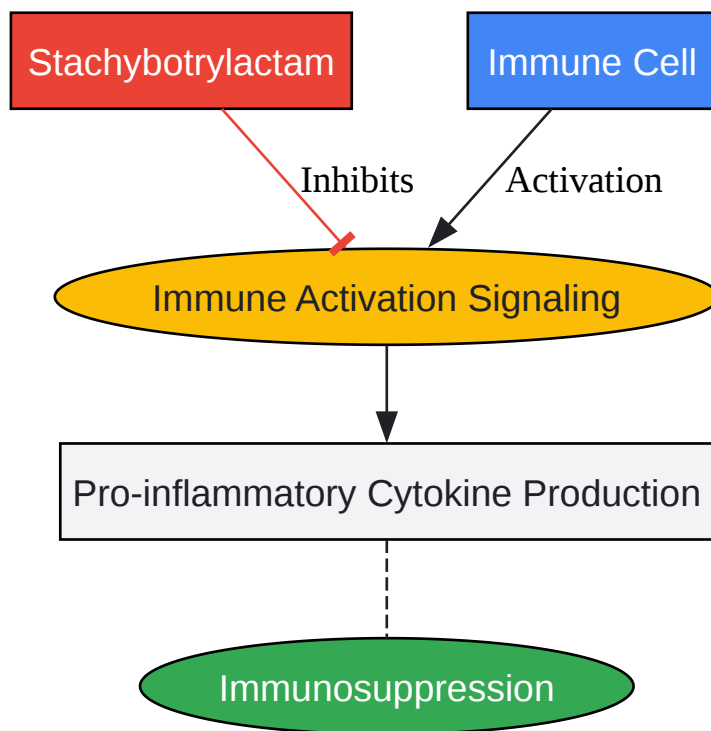 Stachybotrylactam
Immune Cell
Inhibits
Activation
Immune Activation Signaling
Pro-inflammatory Cytokine Production
Immunosuppression